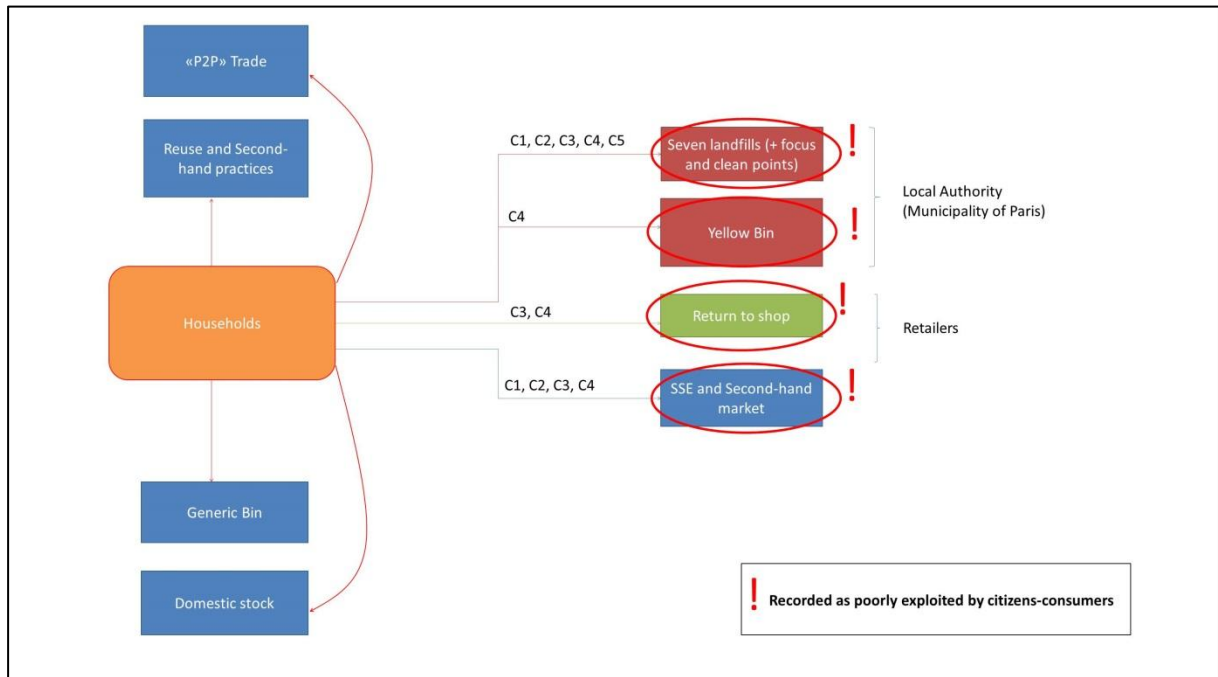 «P2P» Trade
Reuse and Second-
hand practices
Households
Generic Bin
Domestic stock
C1, C2, C3, C4, C5
C4
C3, C4
C1, C2, C3, C4
Seven landfills (+ focus
and clean points)
!
Yellow Bin
!
Return to shop
!
SSE and Second-hand
market
!
Local Authority
(Municipality of Paris)
Retailers
! Recorded as poorly exploited by citizens-consumers